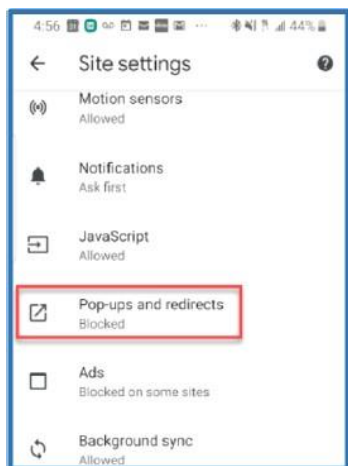 4:56
44%
Site settings
Motion sensors
Allowed
Notifications
Ask first
JavaScript
Allowed
Pop-ups and redirects
Blocked
Ads
Blocked on some sites
Background sync
Allowed